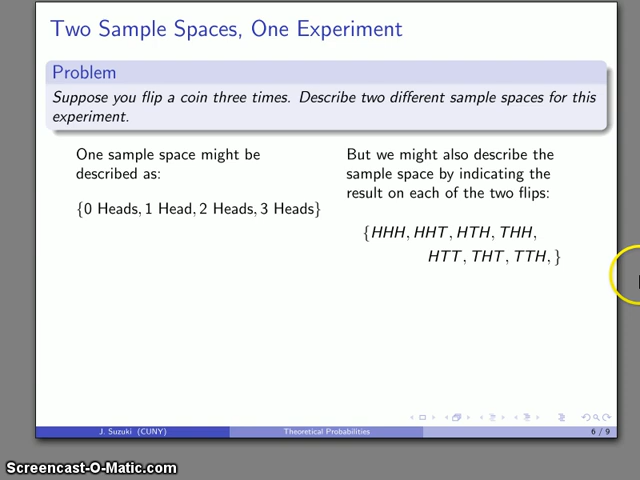 Two Sample Spaces, One Experiment
Problem
Suppose you flip a coin three times. Describe two different sample spaces for this
experiment.
One sample space might be
described as:
{0 Heads, 1 Head, 2 Heads, 3 Heads}
But we might also describe the
sample space by indicating the
result on each of the two flips:
{HHH, HHT, HTH, THH,
HTT, THT, TTH, }
J. Suzuki (CUNY)
Theoretical Probabilities
6 / 9
Screencast-O-Matic.com